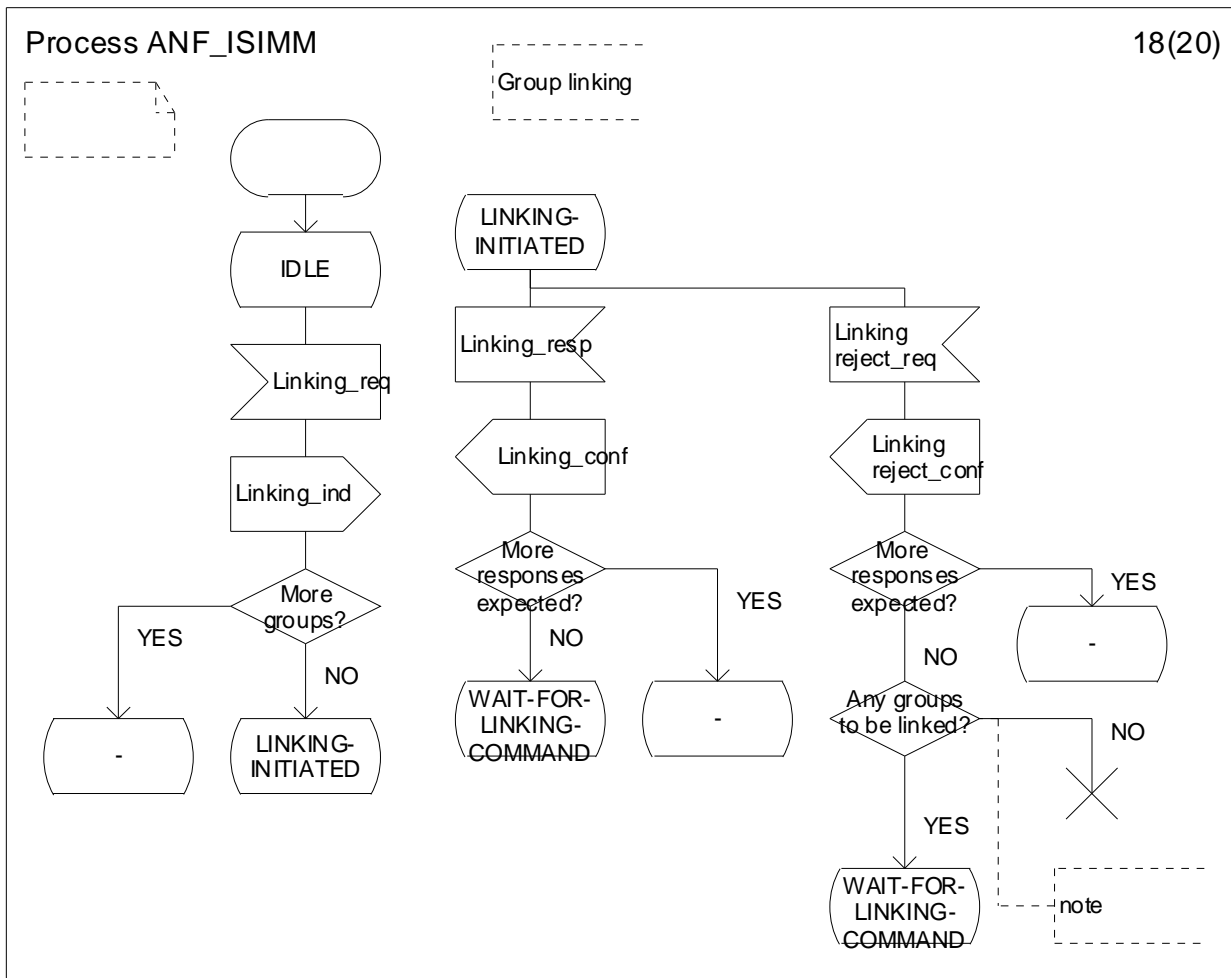 Process ANF_ISIMM
18(20)
Group linking
IDLE
Linking_req
Linking_ind
More
groups?
YES
NO
-
LINKING-
INITIATED
LINKING-
INITIATED
Linking_resp
Linking_conf
More
responses
expected?
YES
NO
WAIT-FOR-
LINKING-
COMMAND
-
Linking
reject_req
Linking
reject_conf
More
responses
expected?
YES
-
NO
Any groups
to be linked?
NO
YES
WAIT-FOR-
LINKING-
COMMAND
note